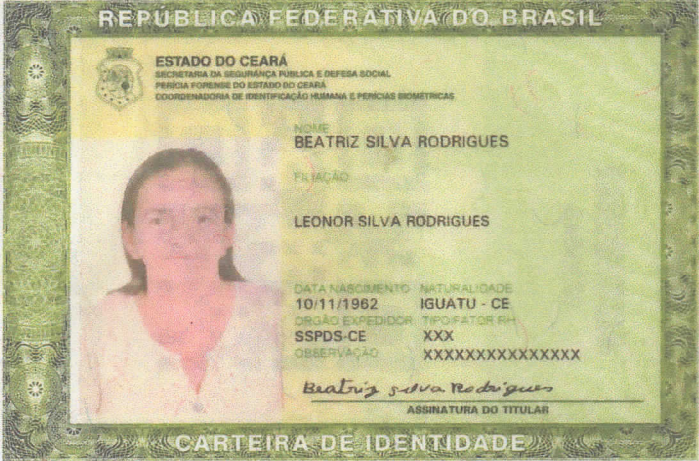 REPÚBLICA FEDERATIVA DO BRASIL
ESTADO DO CEARÁ
SECRETARIA DA SEGURANÇA PÚBLICA E DEFESA SOCIAL
PERÍCIA FORENSE DO ESTADO DO CEARÁ
COORDENADORIA DE IDENTIFICAÇÃO HUMANA E PERÍCIAS BIOMÉTRICAS
NOME
BEATRIZ SILVA RODRIGUES
FILIAÇÃO
LEONOR SILVA RODRIGUES
DATA NASCIMENTO NATURALIDADE
10/11/1962 IGUATU - CE
ORGÃO EXPEDIDOR TIPO/FATOR RH
SSPDS-CE XXX
OBSERVAÇÃO XXXXXXXXXXXXXXX
Beatriz silva Rodrigues
ASSINATURA DO TITULAR
CARTEIRA DE IDENTIDADE